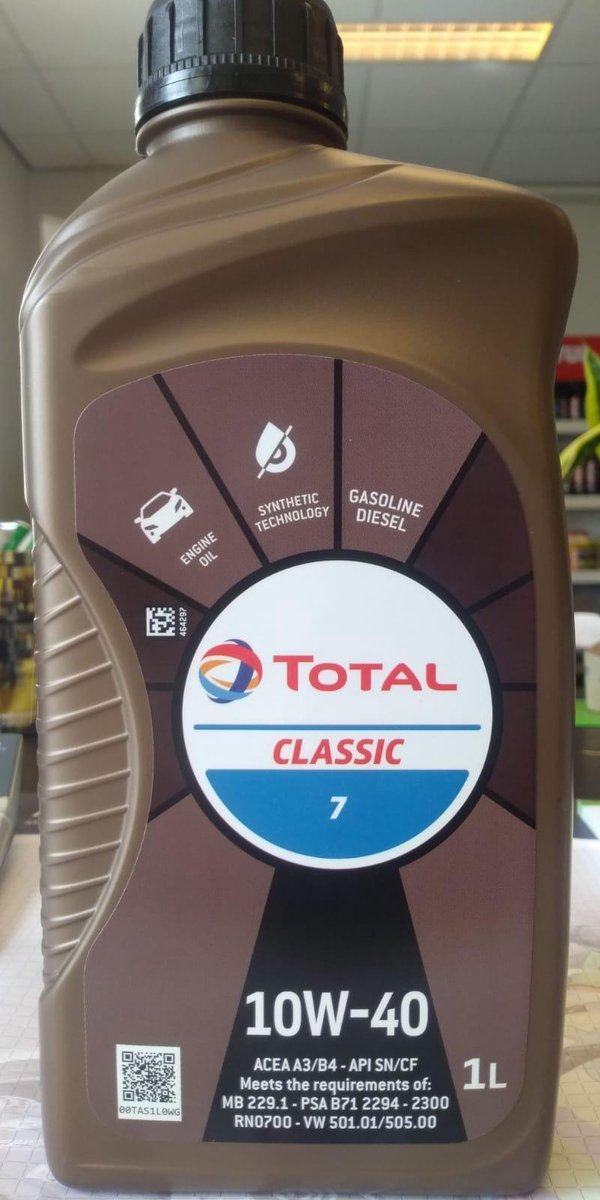 SYNTHETIC
TECHNOLOGY
GASOLINE
DIESEL
ENGINE
OIL
464297
TOTAL
CLASSIC
7
10W-40
ACEA A3/B4 - API SN/CF
Meets the requirements of:
MB 229.1 - PSA B71 2294 - 2300
RN0700 - VW 501.01/505.00
1L
00TAS1L0WG